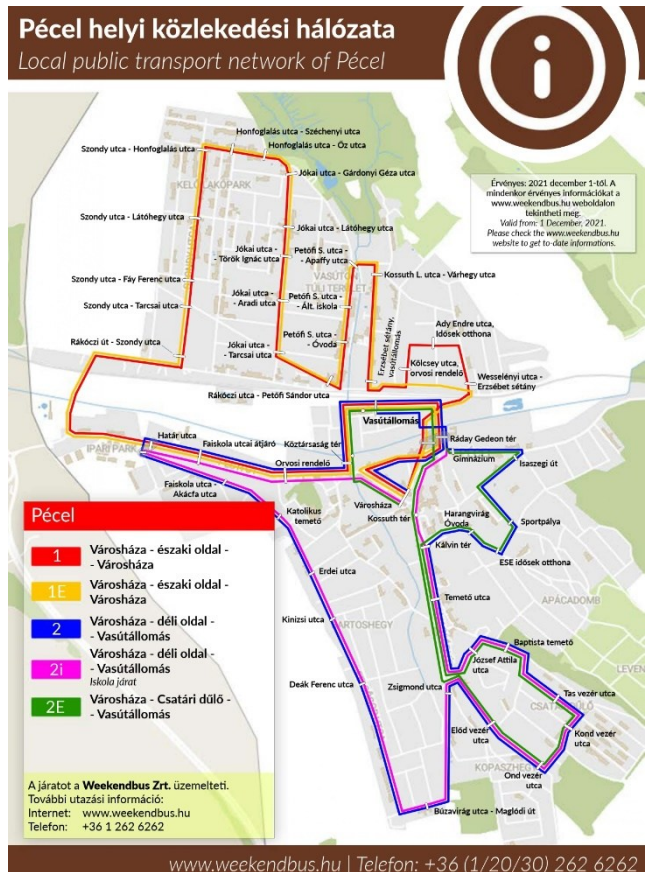 Pécel helyi közlekedési hálózata
Local public transport network of Pécel
Érvényes: 2021 december 1-től. A
mindenkor érvényes információkat a
www.weekendbus.hu weboldalon
tekintheti meg.
Valid from: 1 December, 2021.
Please check the www.weekendbus.hu
website to get to-date informations.
Honfoglalás utca - Széchenyi utca
Szondy utca - Honfoglalás utca
Honfoglalás utca - Őz utca
Jókai utca - Gárdonyi Géza utca
Szondy utca - Látóhegy utca
Jókai utca - Látóhegy utca
Jókai utca -
- Török Ignác utca
Petőfi S. utca -
- Apaffy utca
VASÚTON
TÚLI TERÜLET
Kossuth L. utca - Várhegy utca
Szondy utca - Fáy Ferenc utca
Szondy utca - Tarcsai utca
Jókai utca -
- Aradi utca
Petőfi S. utca -
- Ált. iskola
Petőfi S. utca -
- Óvoda
Erzsébet sétány,
vasútállomás
Ady Endre utca,
Idősek otthona
Rákóczi út - Szondy utca
Jókai utca -
- Tarcsai utca
Kölcsey utca,
orvosi rendelő
Wesselényi utca -
- Erzsébet sétány
Rákóczi utca - Petőfi Sándor utca
Vasútállomás
IPARI PARK
Határ utca
Faiskola utcai átjáró
Köztársaság tér
Orvosi rendelő
Ráday Gedeon tér
Gimnázium
Isaszegi út
Faiskola utca -
- Akácfa utca
Városháza
Kossuth tér
Katolikus
temető
Harangvirág
Óvoda
Sportpálya
Kálvin tér
ESE idősek otthona
Erdei utca
Temető utca
APÁCADOMB
Kinizsi utca
Baptista temető
József Attila
utca
Deák Ferenc utca
Zsigmond utca
Tas vezér utca
Előd vezér
utca
Kond vezér
utca
KOPASZHEGY
Ond vezér
utca
Búzavirág utca - Maglódi út
Pécel
1 Városháza - északi oldal -
- Városháza
1E Városháza - északi oldal -
- Városháza
2 Városháza - déli oldal -
- Vasútállomás
2i Városháza - déli oldal -
- Vasútállomás
Iskola járat
2E Városháza - Csatári dűlő -
- Vasútállomás
A járatot a Weekendbus Zrt. üzemelteti.
További utazási információ:
Internet: www.weekendbus.hu
Telefon: +36 1 262 6262
www.weekendbus.hu | Telefon: +36 (1/20/30) 262 6262